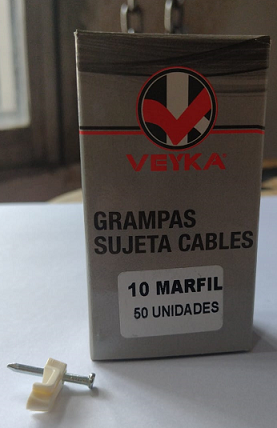 VEYKA
GRAMPAS
SUJETA CABLES
10 MARFIL
50 UNIDADES